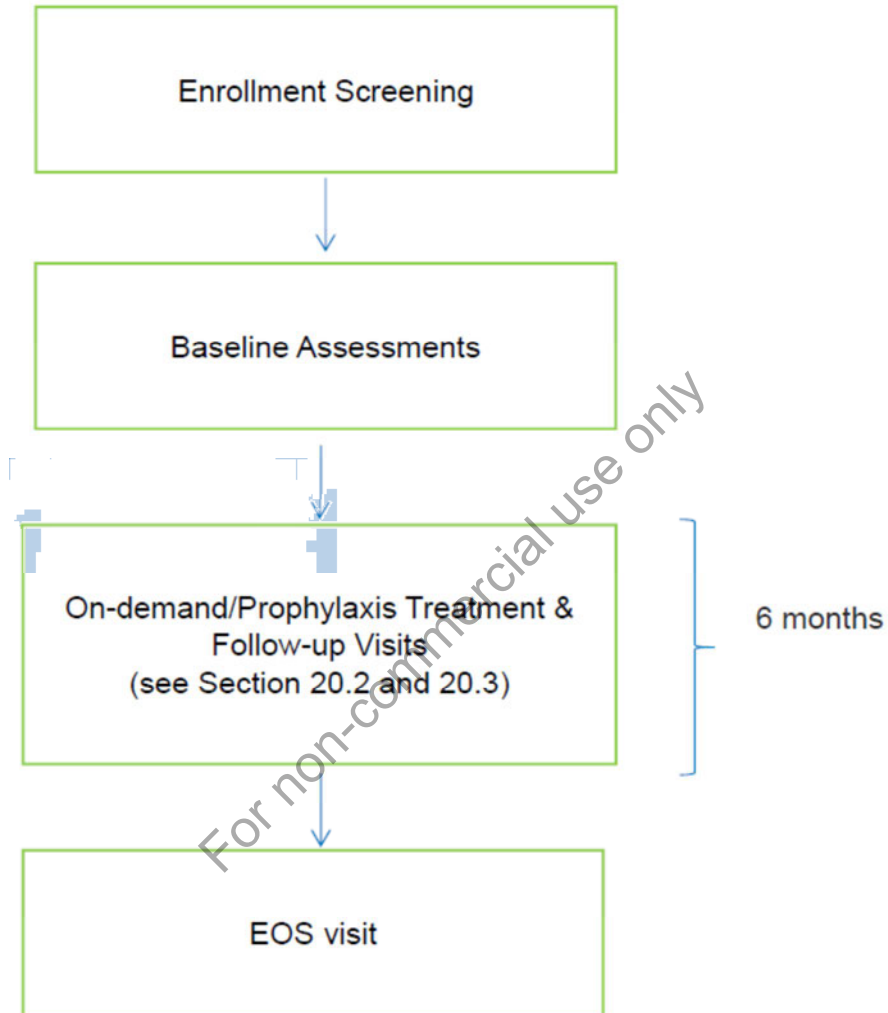 Enrollment Screening
Baseline Assessments
On-demand/Prophylaxis Treatment &
Follow-up Visits
(see Section 20.2 and 20.3)
6 months
EOS visit
For non-commercial use only